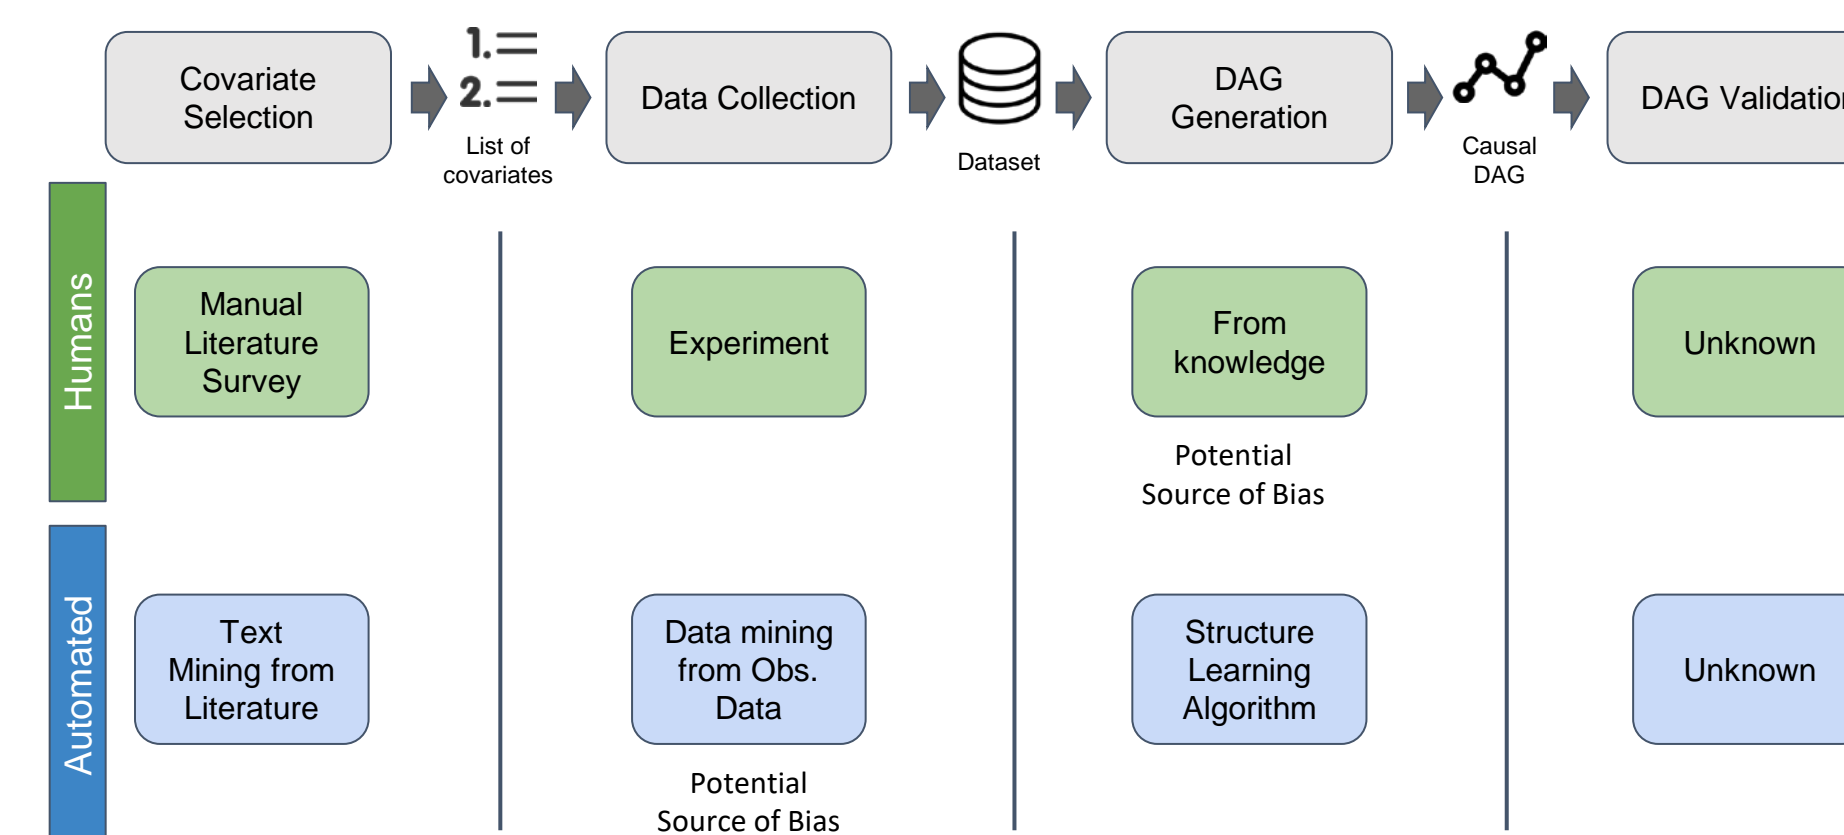 Covariate
Selection
1.
2.
List of
covariates
Data Collection
Dataset
DAG
Generation
Causal
DAG
DAG Validation
Humans
Manual
Literature
Survey
Experiment
From
knowledge
Potential
Source of Bias
Unknown
Automated
Text
Mining from
Literature
Data mining
from Obs.
Data
Potential
Source of Bias
Structure
Learning
Algorithm
Unknown